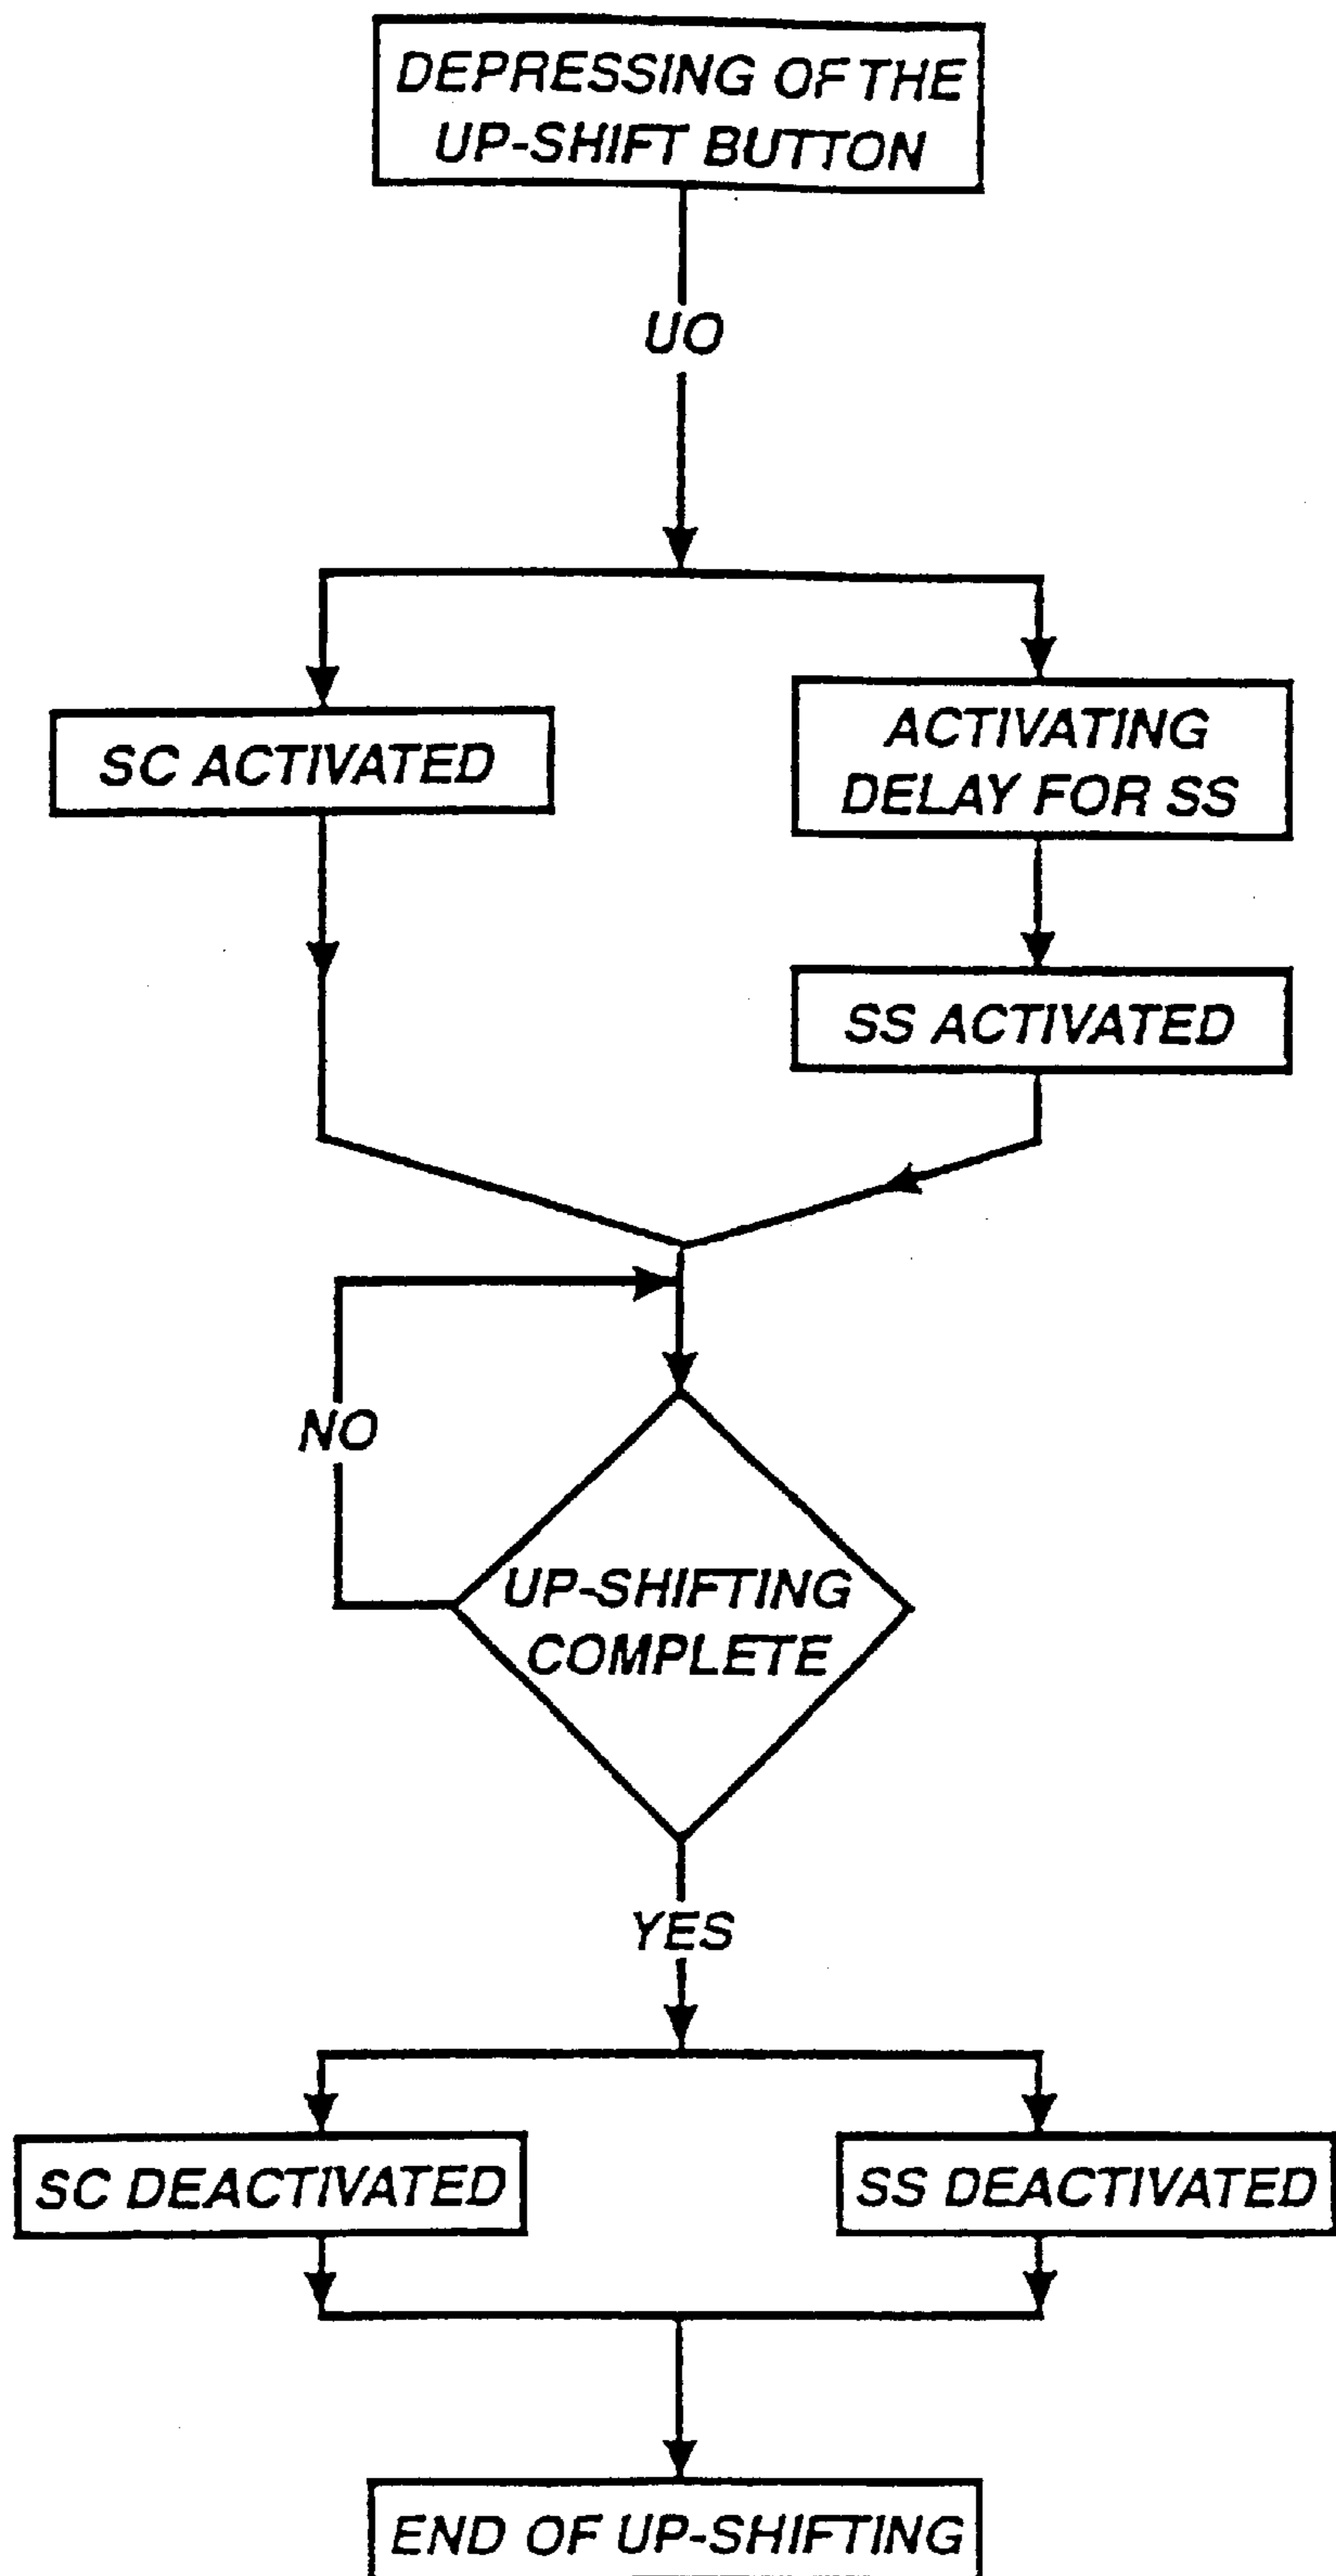 DEPRESSING OF THE
UP-SHIFT BUTTON
UO
SC ACTIVATED
ACTIVATING
DELAY FOR SS
SS ACTIVATED
NO
UP-SHIFTING
COMPLETE
YES
SC DEACTIVATED
SS DEACTIVATED
END OF UP-SHIFTING